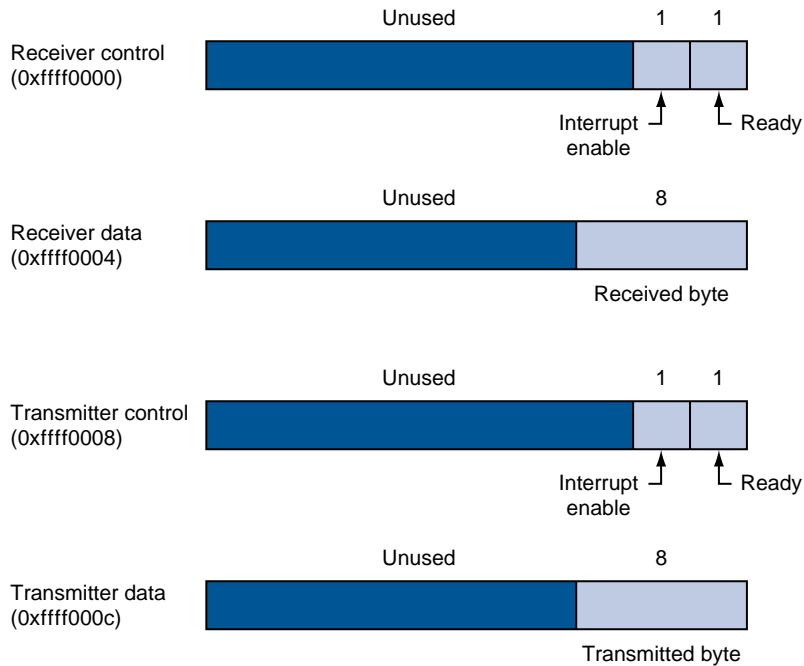 Unused 1 1
Receiver control
(0xffff0000)
Interrupt
enable
Ready
Unused 8
Receiver data
(0xffff0004)
Received byte
Unused 1 1
Transmitter control
(0xffff0008)
Interrupt
enable
Ready
Unused 8
Transmitter data
(0xffff000c)
Transmitted byte